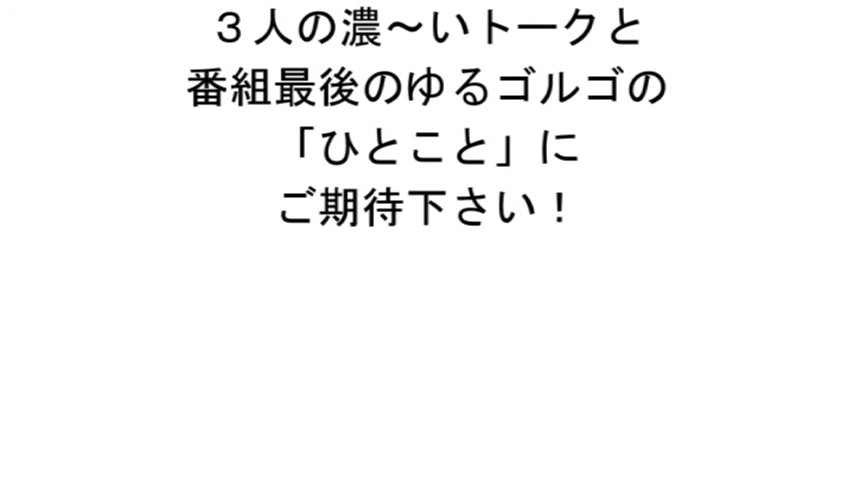 ３人の濃～いトークと
番組最後のゆるゴルゴの
「ひとこと」に
ご期待下さい！